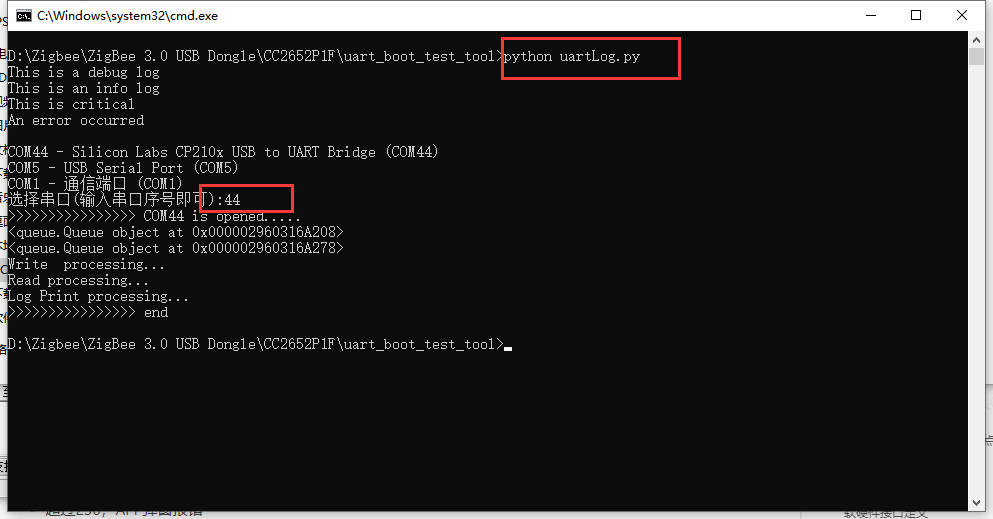 C:\Windows\system32\cmd.exe
D:\Zigbee\ZigBee 3.0 USB Dongle\CC2652P1F\uart_boot_test_tool>python uartLog.py
This is a debug log
This is an info log
This is critical
An error occurred
COM44 - Silicon Labs CP210x USB to UART Bridge (COM44)
COM5 - USB Serial Port (COM5)
COM1 - 通信端口 (COM1)
选择串口(输入串口序号即可):44
>>>>>>>>>>>>>>>> COM44 is opened.....
<queue.Queue object at 0x000002960316A208>
<queue.Queue object at 0x000002960316A278>
Write  processing...
Read processing...
Log Print processing...
>>>>>>>>>>>>>>>> end
D:\Zigbee\ZigBee 3.0 USB Dongle\CC2652P1F\uart_boot_test_tool>